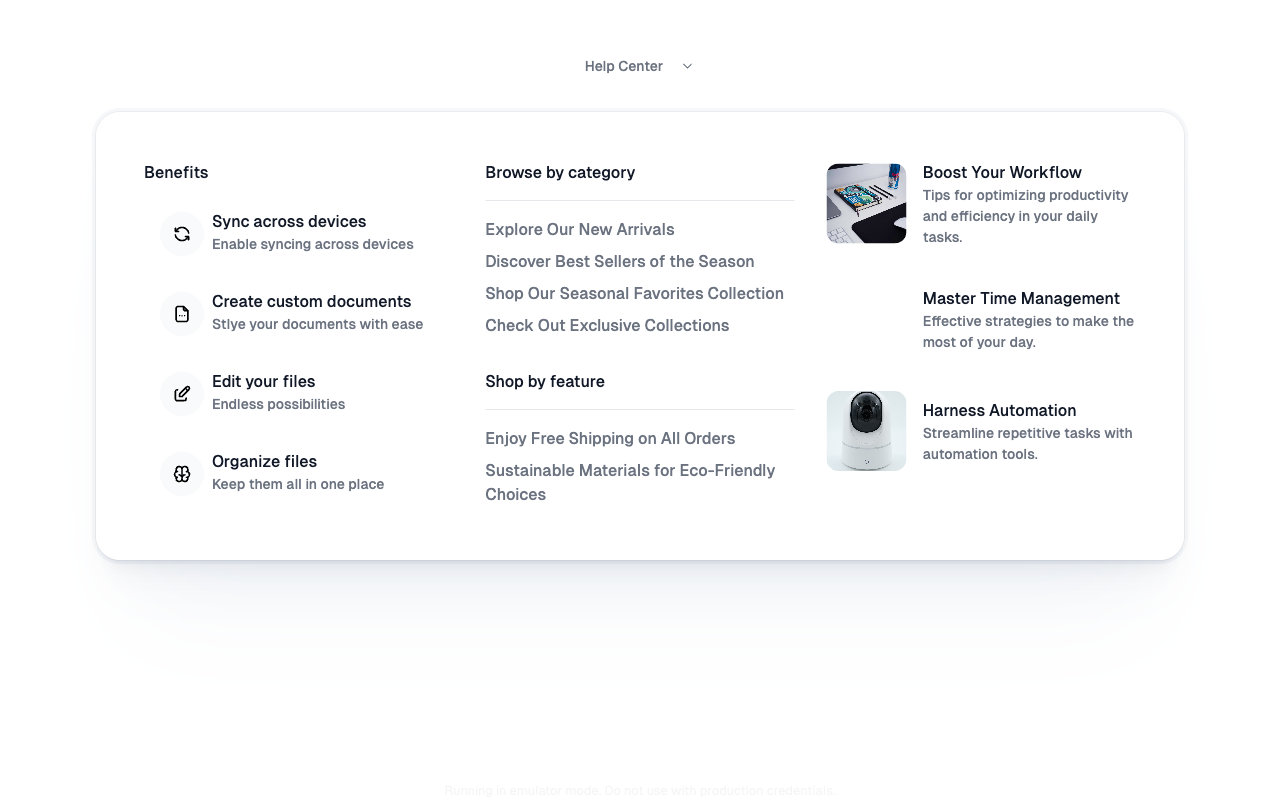 Help Center
Benefits
Sync across devices
Enable syncing across devices
Create custom documents
Stlye your documents with ease
Edit your files
Endless possibilities
Organize files
Keep them all in one place
Browse by category
Explore Our New Arrivals
Discover Best Sellers of the Season
Shop Our Seasonal Favorites Collection
Check Out Exclusive Collections
Shop by feature
Enjoy Free Shipping on All Orders
Sustainable Materials for Eco-Friendly
Choices
Boost Your Workflow
Tips for optimizing productivity
and efficiency in your daily
tasks.
Master Time Management
Effective strategies to make the
most of your day.
Harness Automation
Streamline repetitive tasks with
automation tools.
Running in emulator mode. Do not use with production credentials.